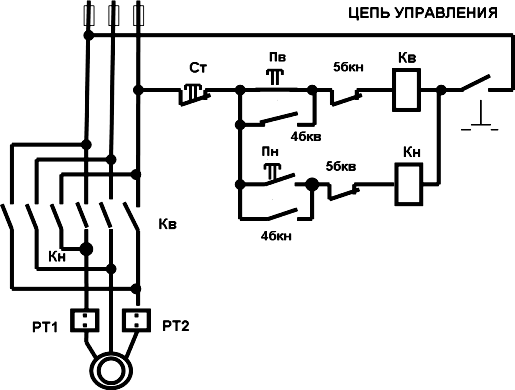 ЦЕПЬ УПРАВЛЕНИЯ
Ст
Пв
5бкн
Кв
4бкв
Пн
5бкв
Кн
4бкн
Кв
Кн
РТ1
РТ2